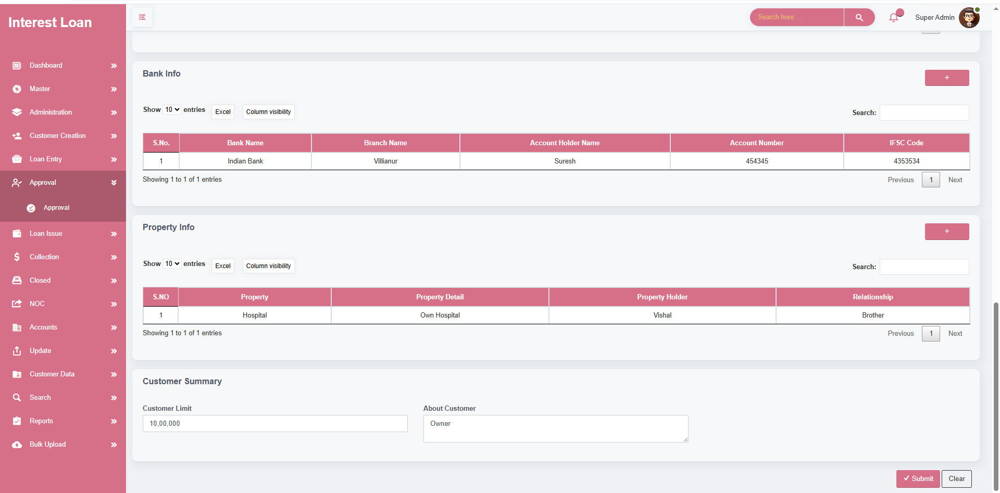 Interest Loan
Search here ...
Super Admin
Dashboard
Master
Administration
Customer Creation
Loan Entry
Approval
Approval
Loan Issue
Collection
Closed
NOC
Accounts
Update
Customer Data
Search
Reports
Bulk Upload
Bank Info
+
Show 10 entries Excel Column visibility Search:
S.No. Bank Name Branch Name Account Holder Name Account Number IFSC Code
1 Indian Bank Villianur Suresh 454345 4353534
Showing 1 to 1 of 1 entries Previous 1 Next
Property Info
+
Show 10 entries Excel Column visibility Search:
S.NO Property Property Detail Property Holder Relationship
1 Hospital Own Hospital Vishal Brother
Showing 1 to 1 of 1 entries Previous 1 Next
Customer Summary
Customer Limit About Customer
10,00,000 Owner
Submit Clear